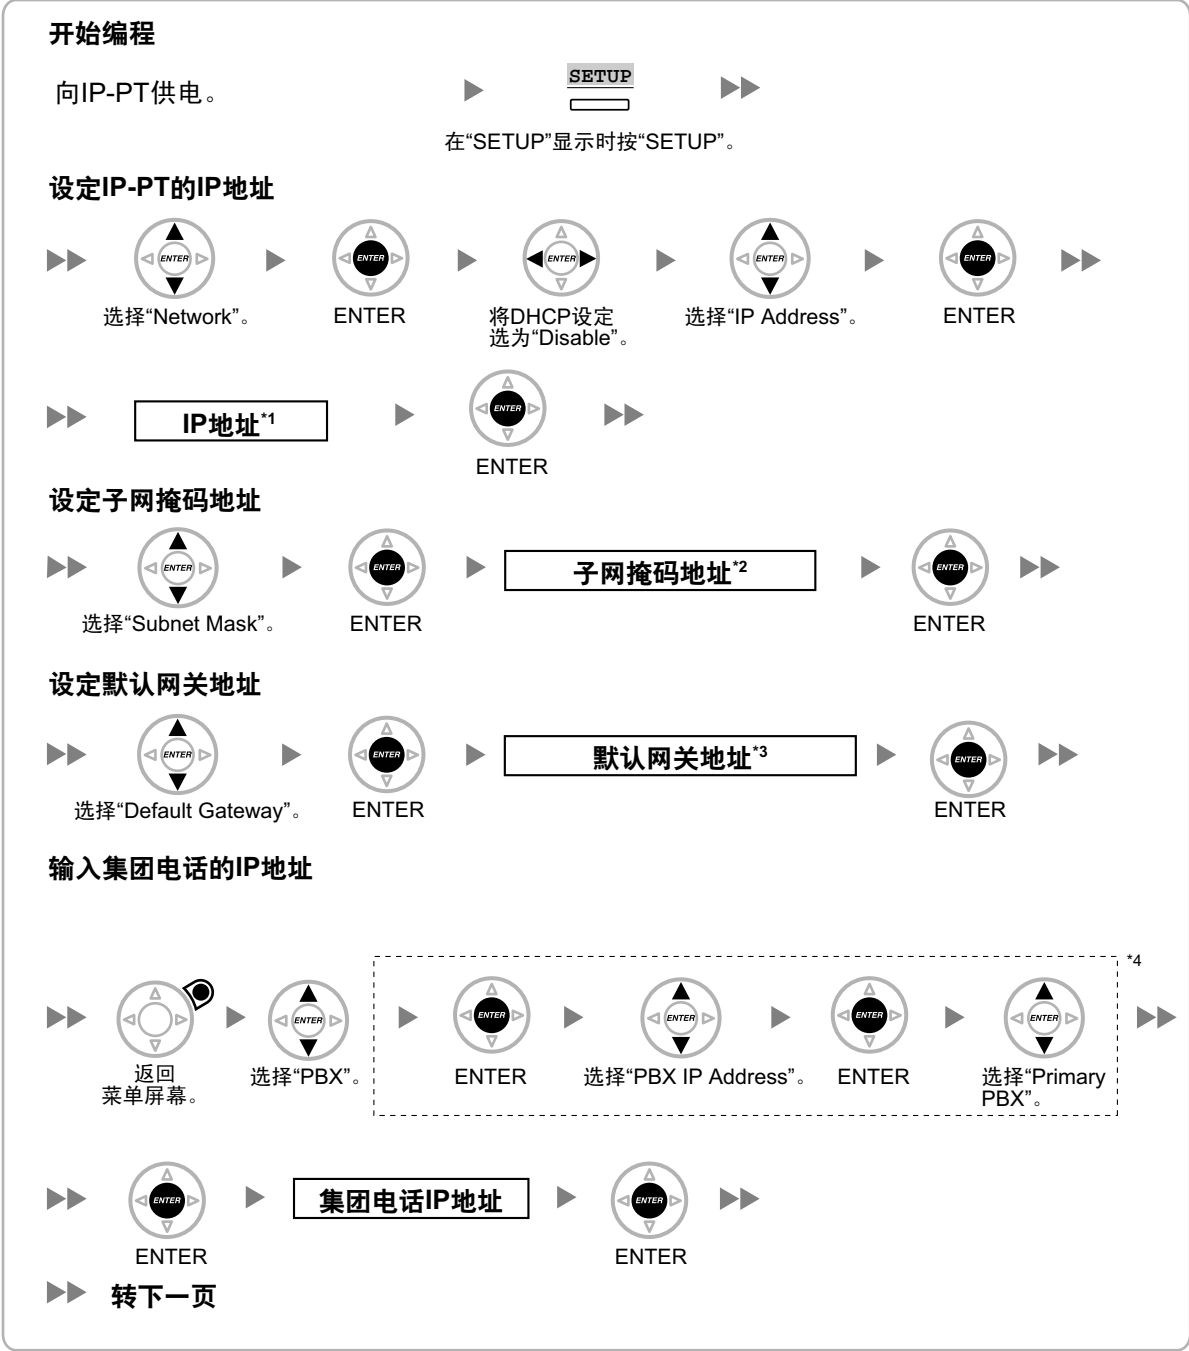 开始编程
向IP-PT供电。
SETUP
在“SETUP”显示时按“SETUP”。
设定IP-PT的IP地址
ENTER ENTER ENTER ENTER ENTER
选择“Network”。 ENTER 将DHCP设定 选择“IP Address”。 ENTER
选为“Disable”。
IP地址*1 ENTER
ENTER
设定子网掩码地址
ENTER ENTER 子网掩码地址*2 ENTER
选择“Subnet Mask”。 ENTER ENTER
设定默认网关地址
ENTER ENTER 默认网关地址*3 ENTER
选择“Default Gateway”。 ENTER ENTER
输入集团电话的IP地址
*4
ENTER ENTER ENTER ENTER ENTER
返回 选择“PBX”。 ENTER 选择“PBX IP Address”。 ENTER 选择“Primary
菜单屏幕。 PBX”。
ENTER 集团电话IP地址 ENTER
ENTER ENTER
转下一页